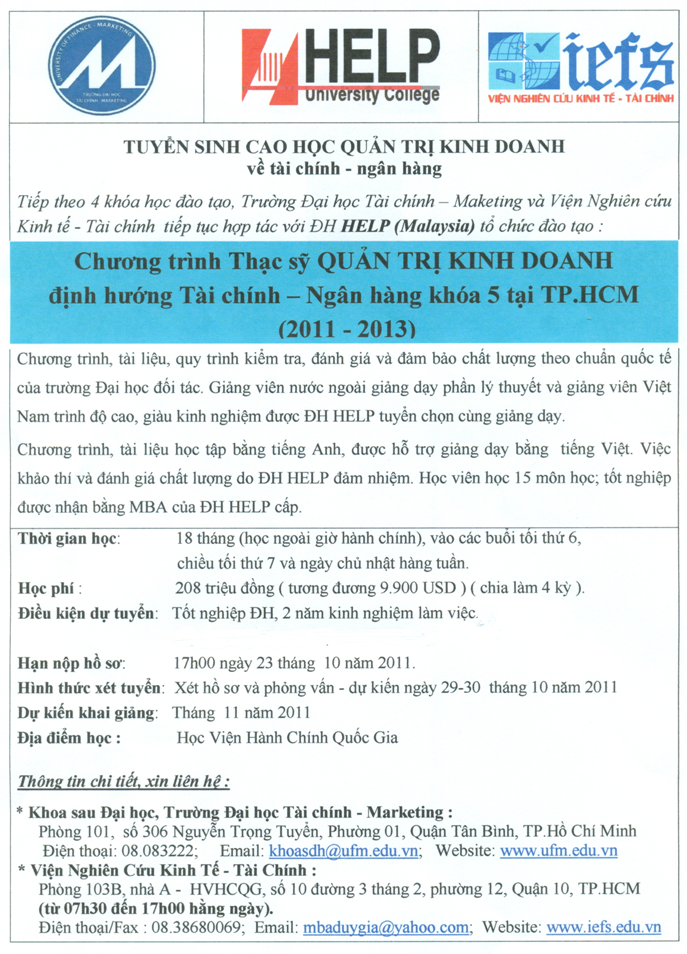 UNIVERSITY OF FINANCE - MARKETING
TRƯỜNG ĐẠI HỌC
TÀI CHÍNH - MARKETING
HELP
University College
iefs
VIỆN NGHIÊN CỨU KINH TẾ - TÀI CHÍNH
TUYỂN SINH CAO HỌC QUẢN TRỊ KINH DOANH
về tài chính - ngân hàng
Tiếp theo 4 khóa học đào tạo, Trường Đại học Tài chính – Maketing và Viện Nghiên cứu
Kinh tế - Tài chính tiếp tục hợp tác với ĐH HELP (Malaysia) tổ chức đào tạo :
Chương trình Thạc sỹ QUẢN TRỊ KINH DOANH
định hướng Tài chính – Ngân hàng khóa 5 tại TP.HCM
(2011 - 2013)
Chương trình, tài liệu, quy trình kiểm tra, đánh giá và đảm bảo chất lượng theo chuẩn quốc tế
của trường Đại học đối tác. Giảng viên nước ngoài giảng dạy phần lý thuyết và giảng viên Việt
Nam trình độ cao, giàu kinh nghiệm được ĐH HELP tuyển chọn cùng giảng dạy.
Chương trình, tài liệu học tập bằng tiếng Anh, được hỗ trợ giảng dạy bằng tiếng Việt. Việc
khảo thí và đánh giá chất lượng do ĐH HELP đảm nhiệm. Học viên học 15 môn học; tốt nghiệp
được nhận bằng MBA của ĐH HELP cấp.
Thời gian học: 18 tháng (học ngoài giờ hành chính), vào các buổi tối thứ 6,
chiều tối thứ 7 và ngày chủ nhật hàng tuần.
Học phí : 208 triệu đồng ( tương đương 9.900 USD ) ( chia làm 4 kỳ ).
Điều kiện dự tuyển: Tốt nghiệp ĐH, 2 năm kinh nghiệm làm việc.
Hạn nộp hồ sơ: 17h00 ngày 23 tháng 10 năm 2011.
Hình thức xét tuyển: Xét hồ sơ và phỏng vấn - dự kiến ngày 29-30 tháng 10 năm 2011
Dự kiến khai giảng: Tháng 11 năm 2011
Địa điểm học : Học Viện Hành Chính Quốc Gia
Thông tin chi tiết, xin liên hệ :
* Khoa sau Đại học, Trường Đại học Tài chính - Marketing :
Phòng 101, số 306 Nguyễn Trọng Tuyển, Phường 01, Quận Tân Bình, TP.Hồ Chí Minh
Điện thoại: 08.083222; Email: khoasdh@ufm.edu.vn; Website: www.ufm.edu.vn
* Viện Nghiên Cứu Kinh Tế - Tài Chính :
Phòng 103B, nhà A - HVHCQG, số 10 đường 3 tháng 2, phường 12, Quận 10, TP.HCM
(từ 07h30 đến 17h00 hằng ngày).
Điện thoại/Fax : 08.38680069; Email: mbaduygia@yahoo.com; Website: www.iefs.edu.vn